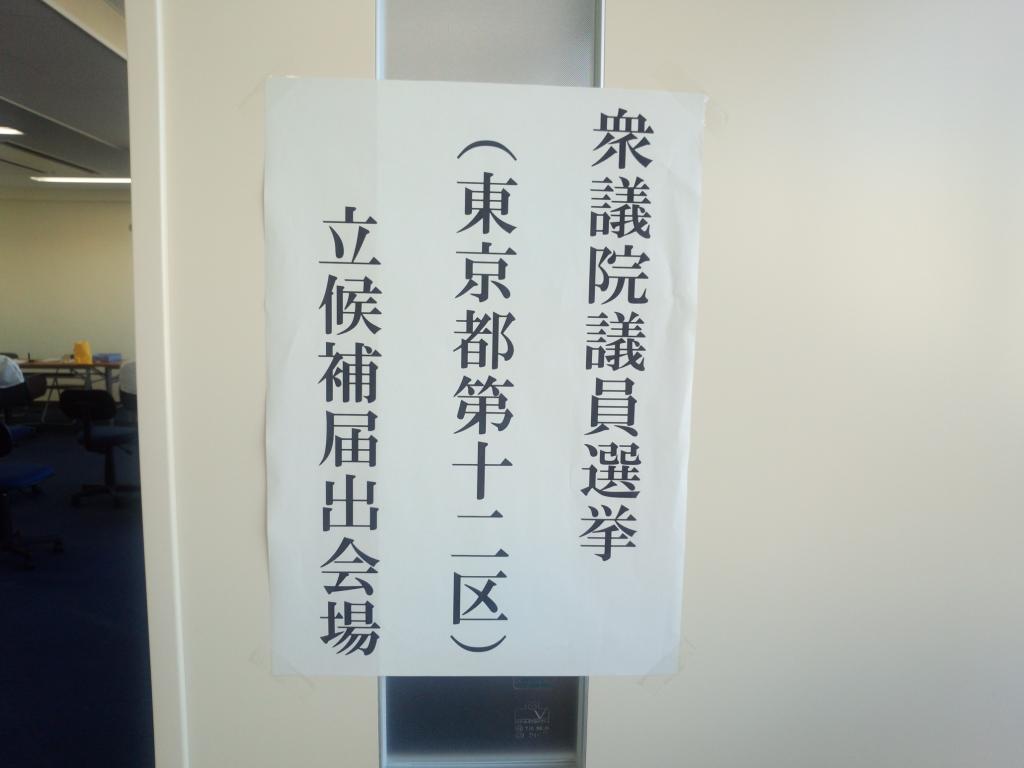 衆議院議員選挙
（東京都第十二区）
立候補届出会場